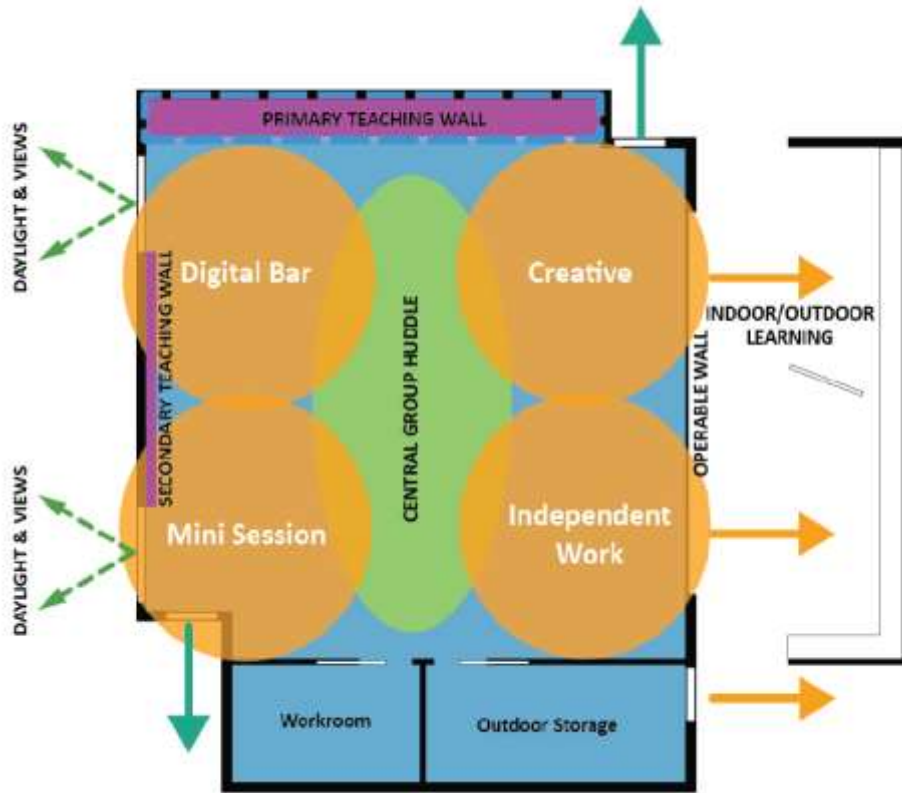 PRIMARY TEACHING WALL
DAYLIGHT & VIEWS
Digital Bar
Creative
SECONDARY TEACHING WALL
CENTRAL GROUP HUDDLE
OPERABLE WALL
INDOOR/OUTDOOR
LEARNING
DAYLIGHT & VIEWS
Mini Session
Independent
Work
Workroom
Outdoor Storage